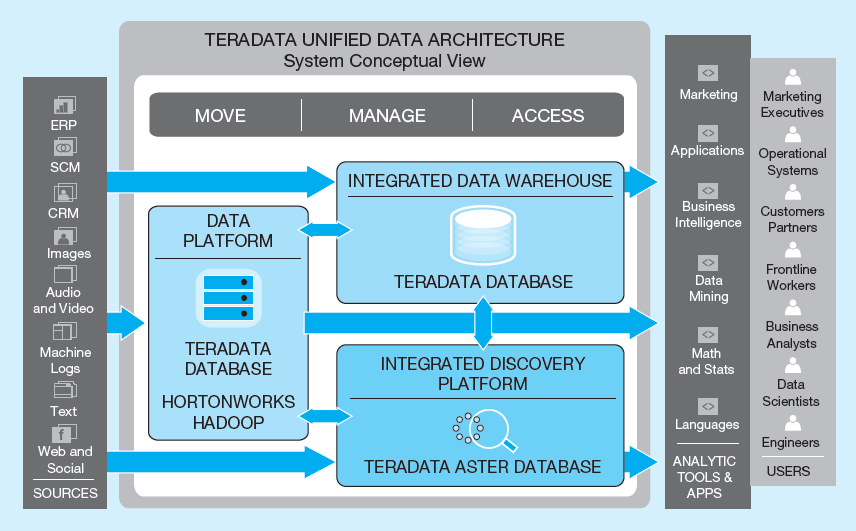 TERADATA UNIFIED DATA ARCHITECTURE
System Conceptual View
MOVE
MANAGE
ACCESS
ERP
SCM
CRM
Images
Audio
and Video
Machine
Logs
Text
f
Web and
Social
SOURCES
DATA
PLATFORM
TERADATA
DATABASE
HORTONWORKS
HADOOP
INTEGRATED DATA WAREHOUSE
TERADATA DATABASE
INTEGRATED DISCOVERY
PLATFORM
TERADATA ASTER DATABASE
<>
Marketing
<>
Applications
<>
Business
Intelligence
<>
Data
Mining
<>
Math
and Stats
<>
Languages
ANALYTIC
TOOLS &
APPS
Marketing
Executives
Operational
Systems
Customers
Partners
Frontline
Workers
Business
Analysts
Data
Scientists
Engineers
USERS